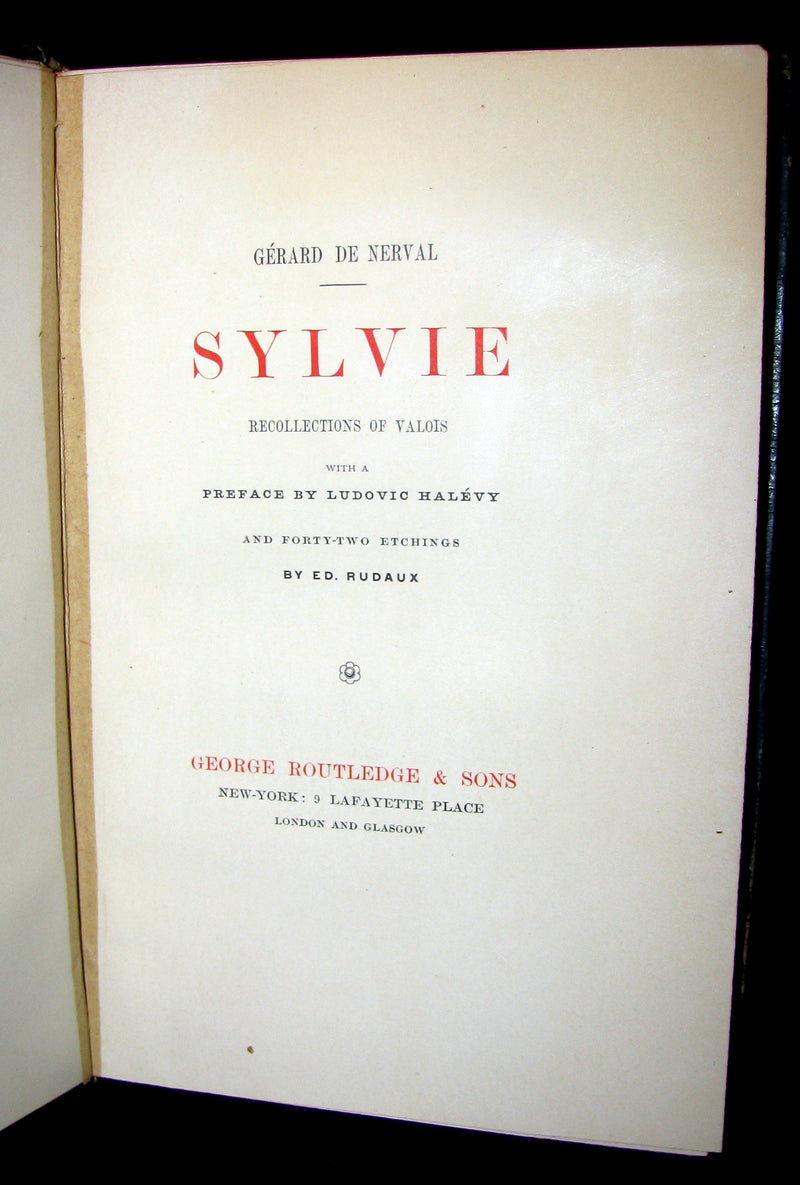 GÉRARD DE NERVAL
SYLVIE
RECOLLECTIONS OF VALOIS
WITH A
PREFACE BY LUDOVIC HALÉVY
AND FORTY-TWO ETCHINGS
BY ED. RUDAUX
GEORGE ROUTLEDGE & SONS
NEW-YORK: 9 LAFAYETTE PLACE
LONDON AND GLASGOW